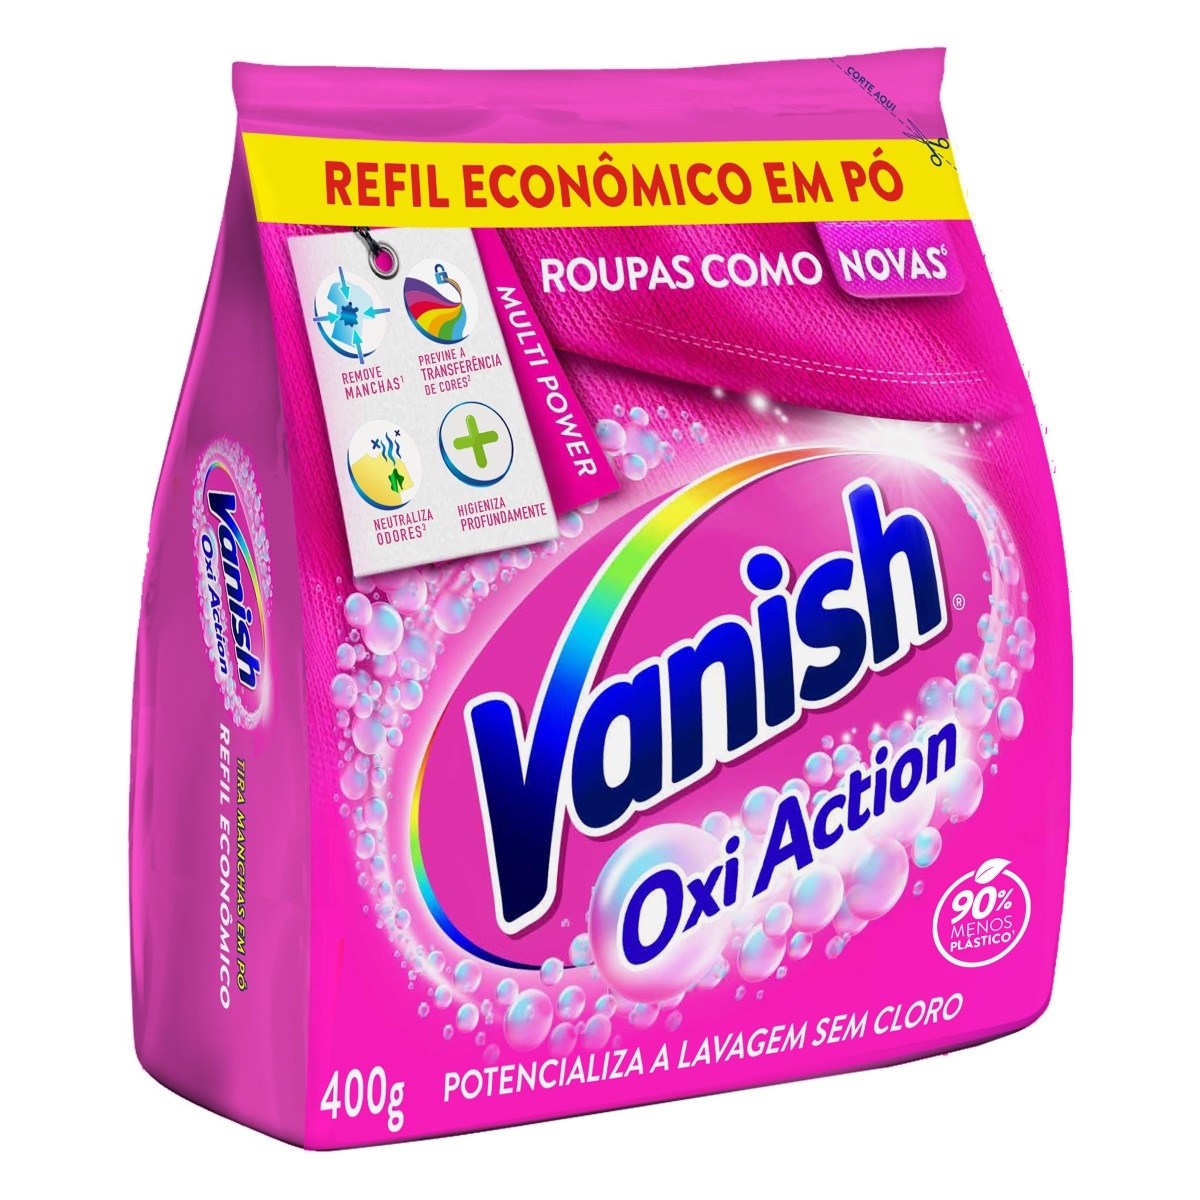 CORTE AQUI
REFIL ECONÔMICO EM PÓ
ROUPAS COMO NOVAS⁶
MULTI POWER
REMOVE
MANCHAS¹
PREVINE A
TRANSFERÊNCIA
DE CORES²
NEUTRALIZA
ODORES³
HIGIENIZA
PROFUNDAMENTE
Vanish®
Oxi Action
90%
MENOS
PLÁSTICO
POTENCIALIZA A LAVAGEM SEM CLORO
400g
Vanish
Oxi Action
TIRA MANCHAS EM PÓ
REFIL ECONÔMICO